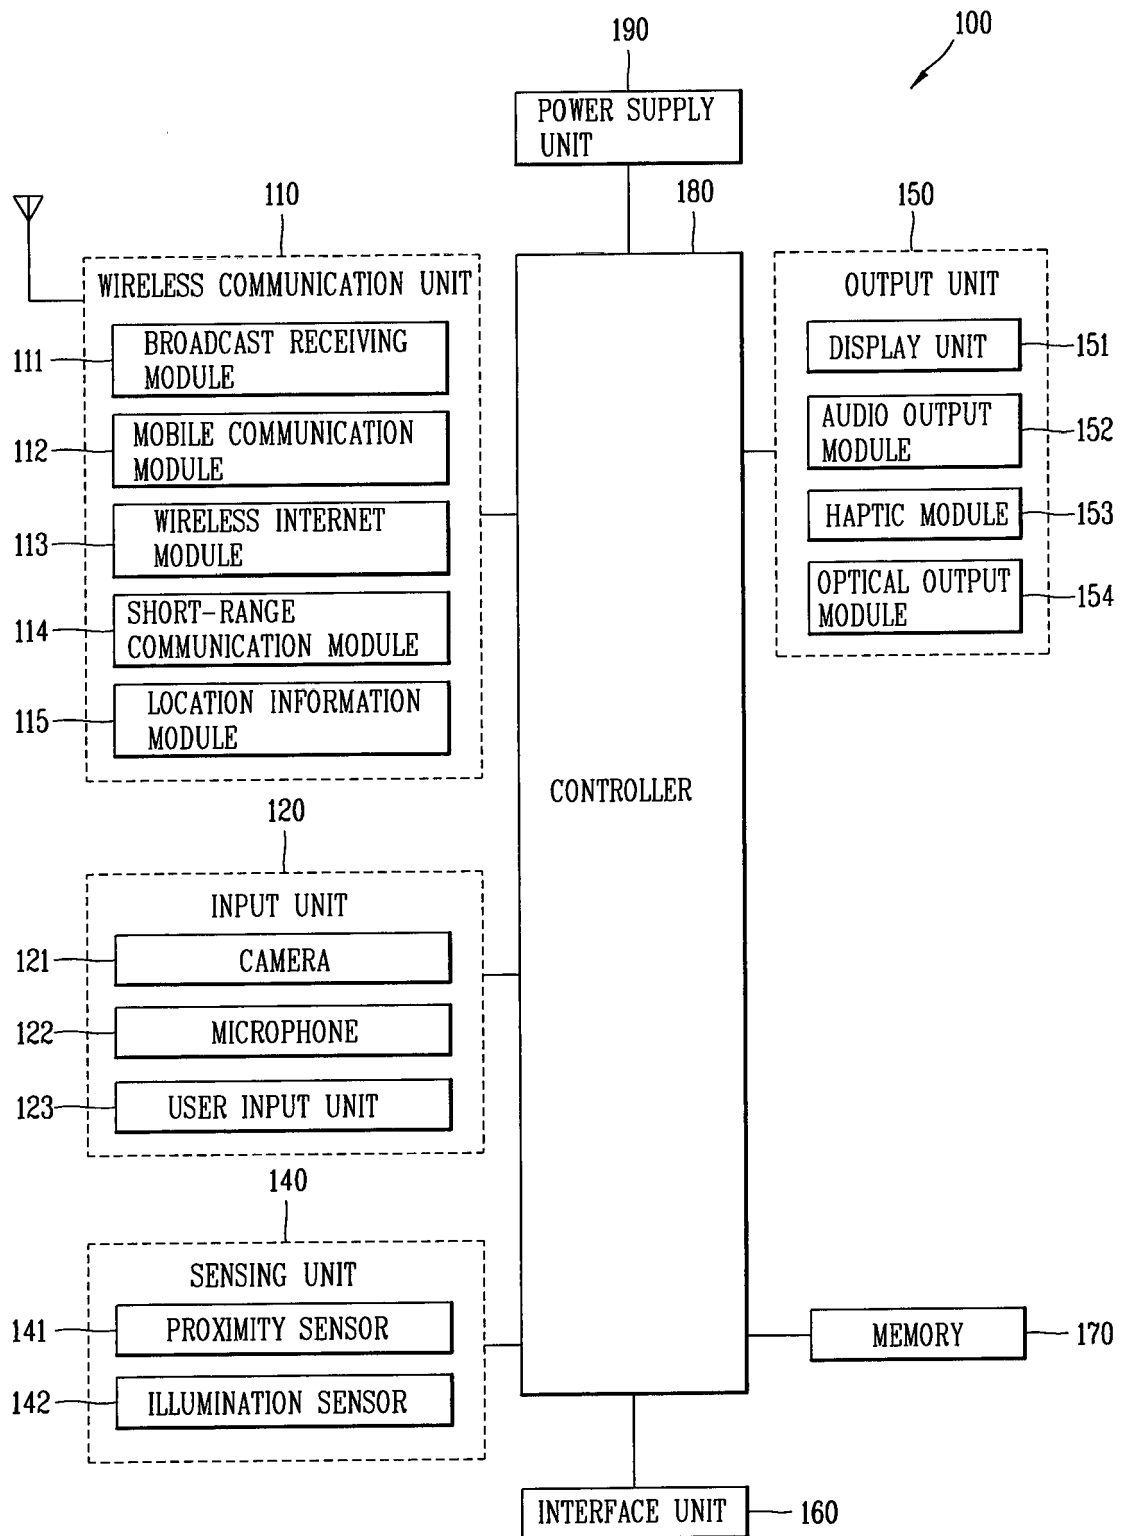 100
190
POWER SUPPLY
UNIT
110
180
150
WIRELESS COMMUNICATION UNIT
111
BROADCAST RECEIVING
MODULE
112
MOBILE COMMUNICATION
MODULE
113
WIRELESS INTERNET
MODULE
114
SHORT-RANGE
COMMUNICATION MODULE
115
LOCATION INFORMATION
MODULE
120
INPUT UNIT
121
CAMERA
122
MICROPHONE
123
USER INPUT UNIT
140
SENSING UNIT
141
PROXIMITY SENSOR
142
ILLUMINATION SENSOR
CONTROLLER
OUTPUT UNIT
DISPLAY UNIT
151
AUDIO OUTPUT
MODULE
152
HAPTIC MODULE
153
OPTICAL OUTPUT
MODULE
154
MEMORY
170
INTERFACE UNIT
160